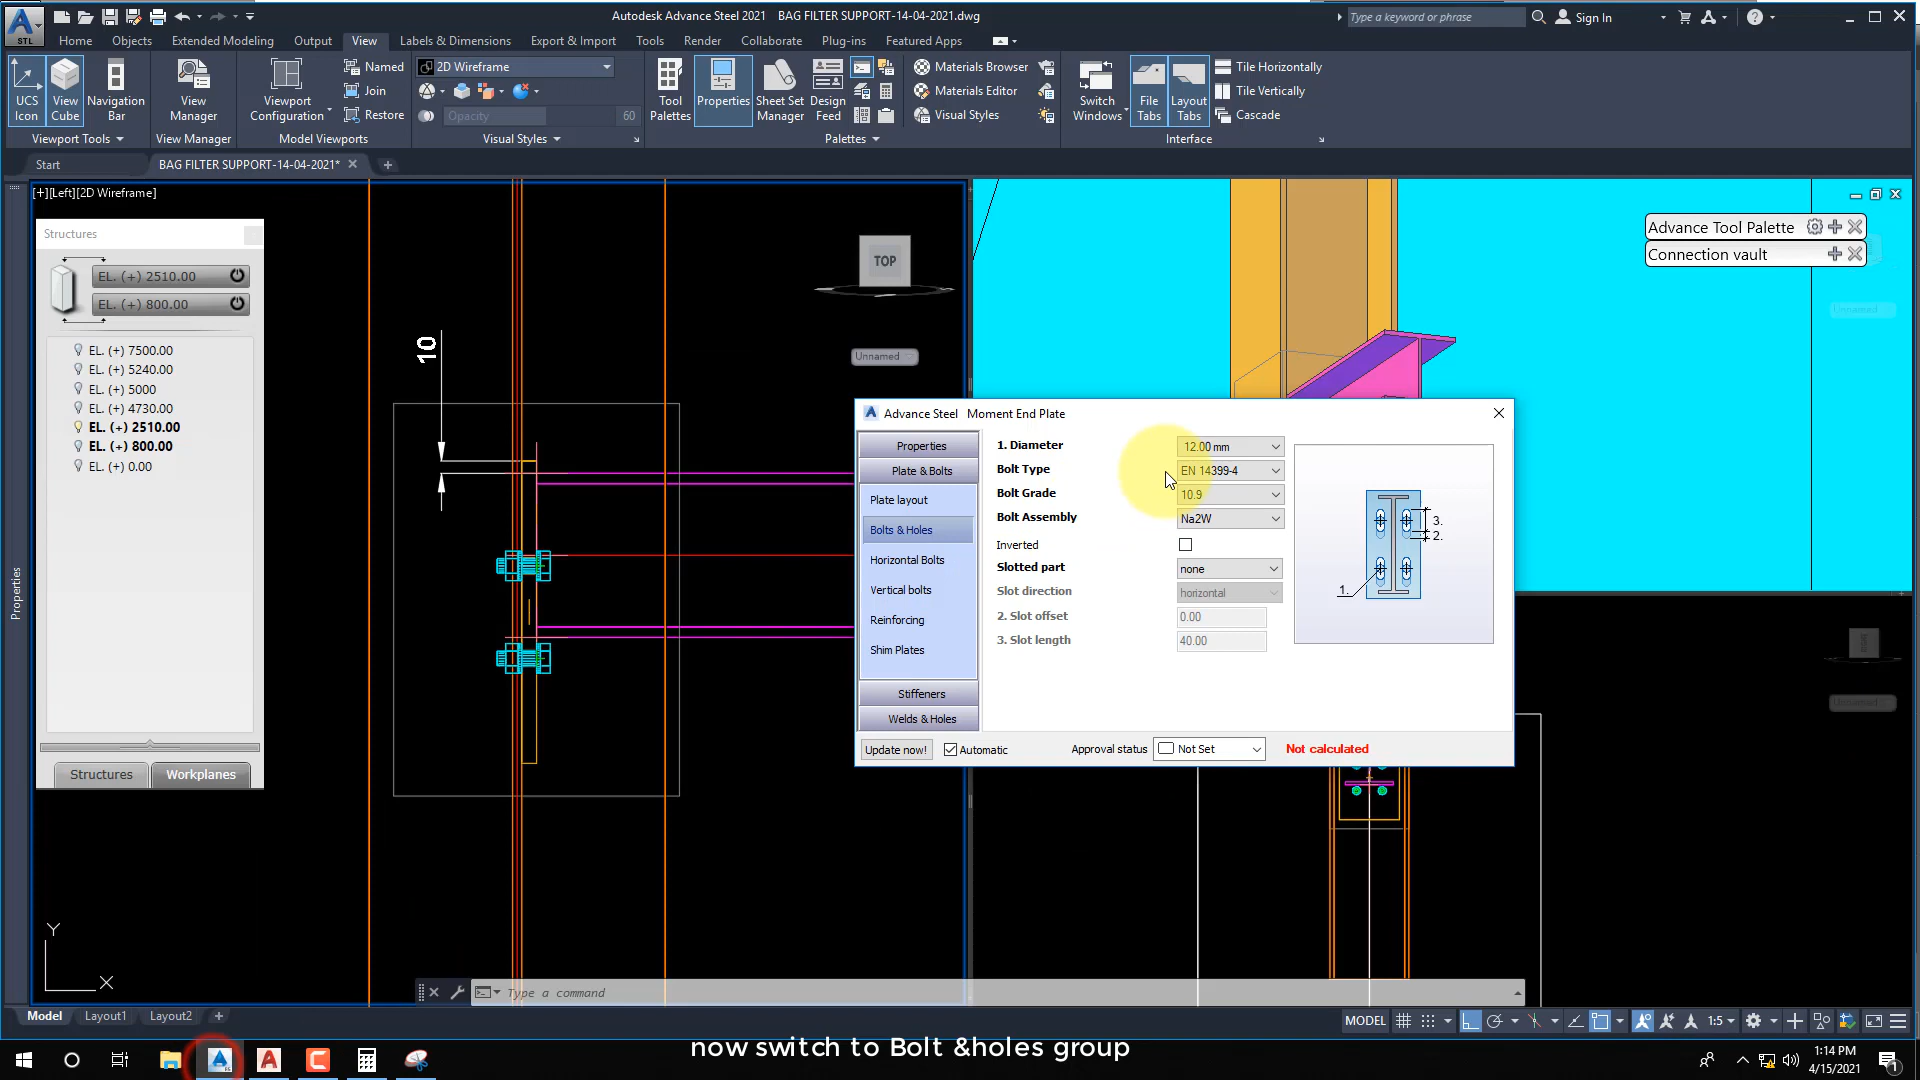 Autodesk Advance Steel 2021 BAG FILTER SUPPORT-14-04-2021.dwg
Type a keyword or phrase
Sign In
STL
Home Objects Extended Modeling Output View Labels & Dimensions Export & Import Tools Render Collaborate Plug-ins Featured Apps
UCS Icon
View Cube
Navigation Bar
Viewport Tools
View Manager
View Manager
Viewport Configuration
Named
Join
Restore
Model Viewports
2D Wireframe
Opacity 60
Visual Styles
Tool Palettes
Properties
Sheet Set Manager
Design Feed
Materials Browser
Materials Editor
Visual Styles
Palettes
Switch Windows
File Tabs
Layout Tabs
Tile Horizontally
Tile Vertically
Cascade
Interface
Start
BAG FILTER SUPPORT-14-04-2021*
[+][Left][2D Wireframe]
Structures
EL. (+) 2510.00
EL. (+) 800.00
EL. (+) 7500.00
EL. (+) 5240.00
EL. (+) 5000
EL. (+) 4730.00
EL. (+) 2510.00
EL. (+) 800.00
EL. (+) 0.00
Structures Workplanes
Properties
10
TOP
Unnamed
Advance Tool Palette
Connection vault
Unnamed
Advance Steel Moment End Plate
Properties
Plate & Bolts
Plate layout
Bolts & Holes
Horizontal Bolts
Vertical bolts
Reinforcing
Shim Plates
Stiffeners
Welds & Holes
1. Diameter 12.00 mm
Bolt Type EN 14399-4
Bolt Grade 10.9
Bolt Assembly Na2W
Inverted
Slotted part none
Slot direction horizontal
2. Slot offset 0.00
3. Slot length 40.00
3.
2.
1.
Update now! Automatic Approval status Not Set Not calculated
Unnamed
Y
X
Type a command
Model Layout1 Layout2
MODEL 1:5
now switch to Bolt &holes group
1:14 PM
4/15/2021
1